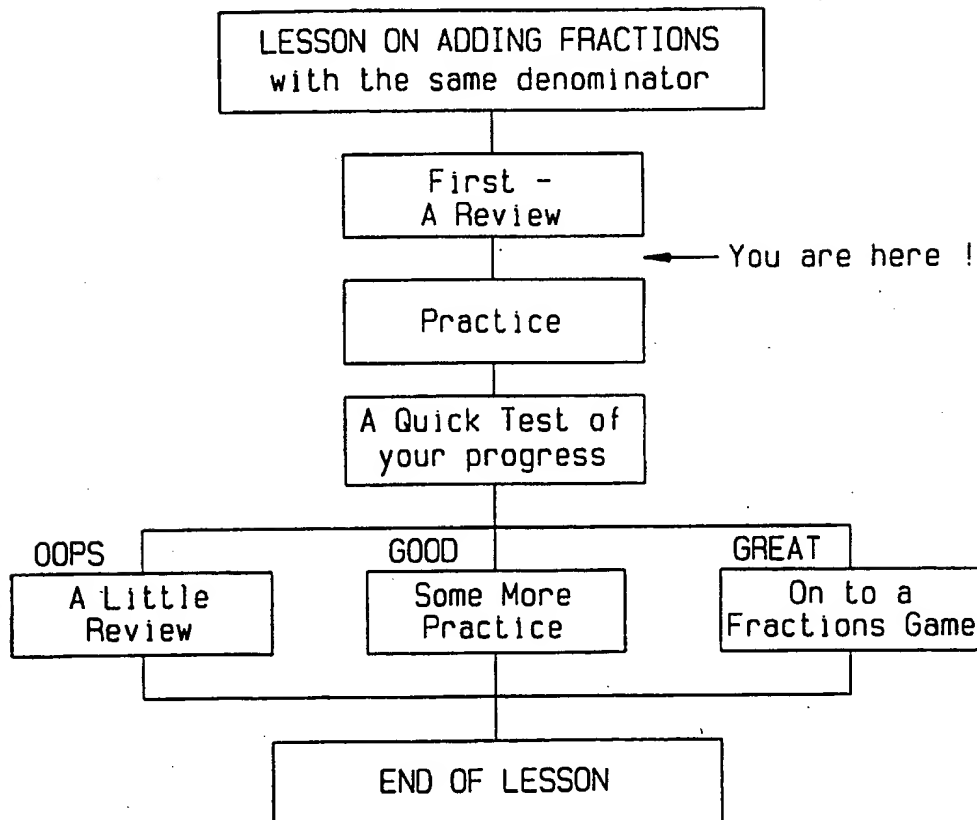 LESSON ON ADDING FRACTIONS
with the same denominator
First -
A Review
You are here !
Practice
A Quick Test of
your progress
OOPS
A Little
Review
GOOD
Some More
Practice
GREAT
On to a
Fractions Game
END OF LESSON